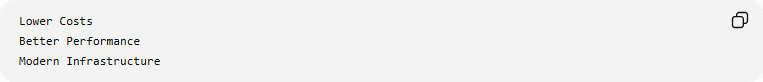 Lower Costs
Better Performance
Modern Infrastructure